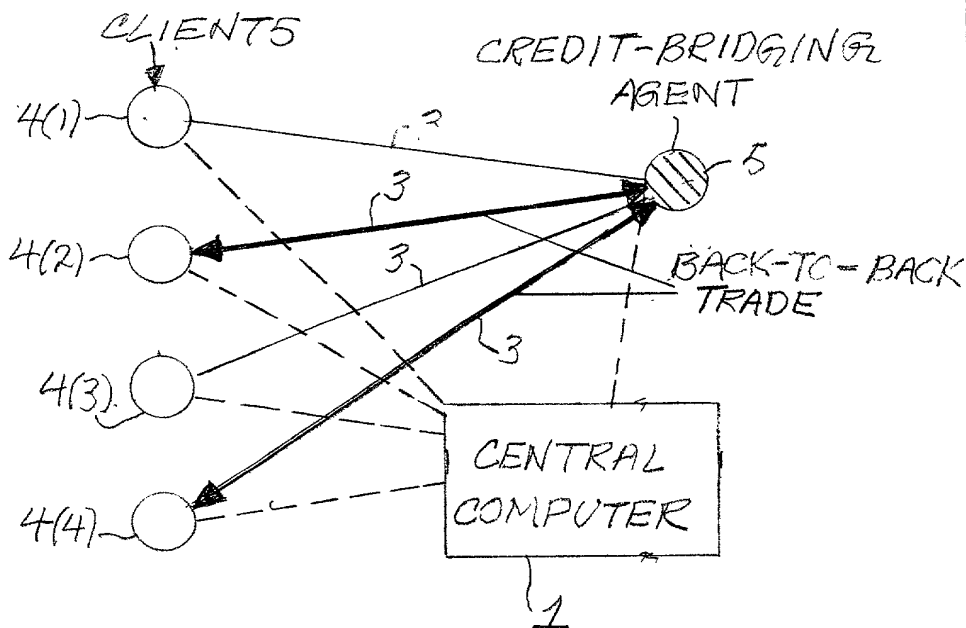 CLIENTS
CREDIT-BRIDGING
AGENT
4(1)
5
3
4(2)
3
BACK-TO-BACK
TRADE
3
4(3)
CENTRAL
COMPUTER
4(4)
1